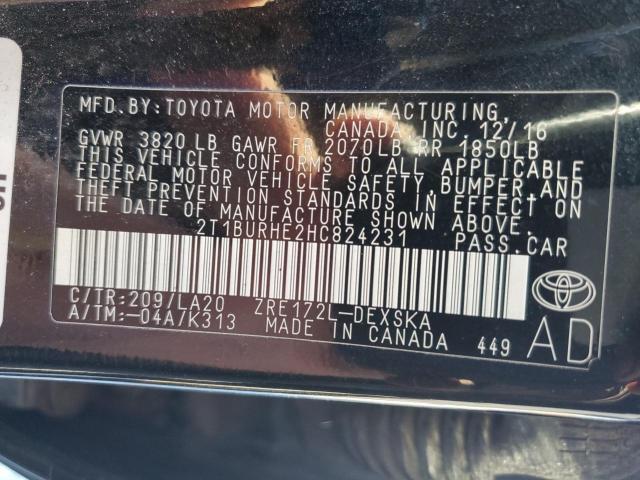 MFD.BY:TOYOTA MOTOR MANUFACTURING,
CANADA, INC. 12/16
GVWR 3820 LB GAWR FR 2070LB RR 1850LB
THIS VEHICLE CONFORMS TO ALL APPLICABLE
FEDERAL MOTOR VEHICLE SAFETY, BUMPER AND
THEFT PREVENTION STANDARDS IN EFFECT ON
THE DATE OF MANUFACTURE SHOWN ABOVE.
2T1BURHE2HC824231 PASS.CAR
C/TR:209/LA20 ZRE172L-DEXSKA
A/TM:-04A/K313 MADE IN CANADA 449 AD